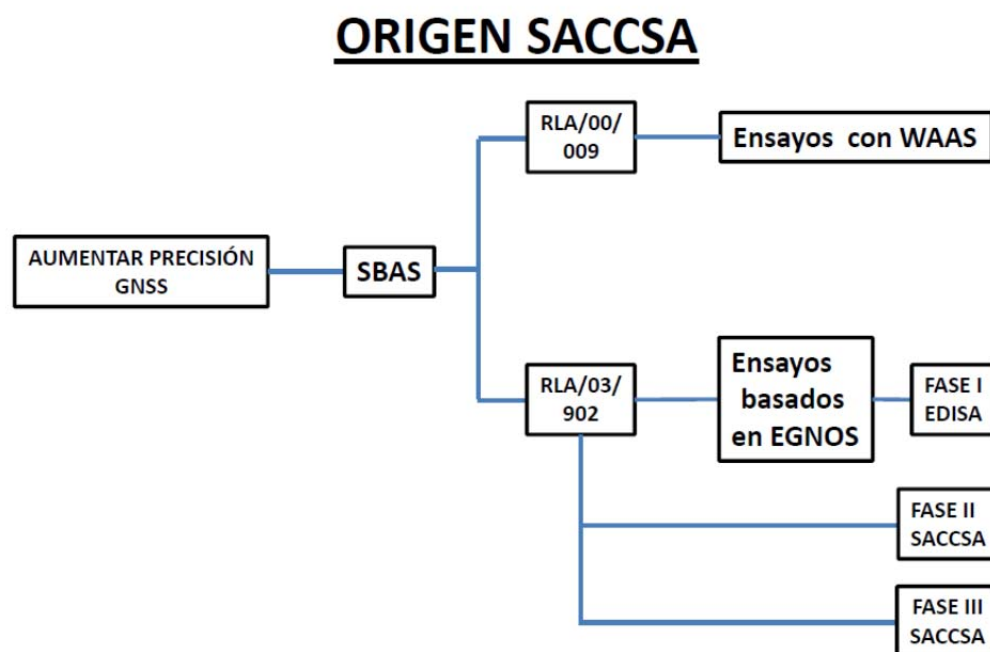 ORIGEN SACCSA
RLA/00/
009
Ensayos con WAAS
AUMENTAR PRECISIÓN
GNSS
SBAS
RLA/03/
902
Ensayos
basados
en EGNOS
FASE I
EDISA
FASE II
SACCSA
FASE III
SACCSA